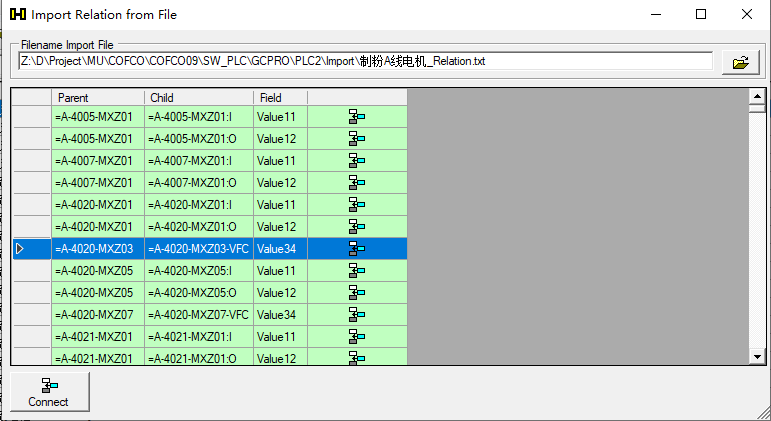 Import Relation from File
Filename Import File
Z:\D\Project\MU\COFCO\COFCO09\SW_PLC\GCPRO\PLC2\Import\制粉A线电机_Relation.txt
Parent Child Field
=A-4005-MXZ01 =A-4005-MXZ01:I Value11
=A-4005-MXZ01 =A-4005-MXZ01:O Value12
=A-4007-MXZ01 =A-4007-MXZ01:I Value11
=A-4007-MXZ01 =A-4007-MXZ01:O Value12
=A-4020-MXZ01 =A-4020-MXZ01:I Value11
=A-4020-MXZ01 =A-4020-MXZ01:O Value12
=A-4020-MXZ03 =A-4020-MXZ03-VFC Value34
=A-4020-MXZ05 =A-4020-MXZ05:I Value11
=A-4020-MXZ05 =A-4020-MXZ05:O Value12
=A-4020-MXZ07 =A-4020-MXZ07-VFC Value34
=A-4021-MXZ01 =A-4021-MXZ01:I Value11
=A-4021-MXZ01 =A-4021-MXZ01:O Value12
Connect